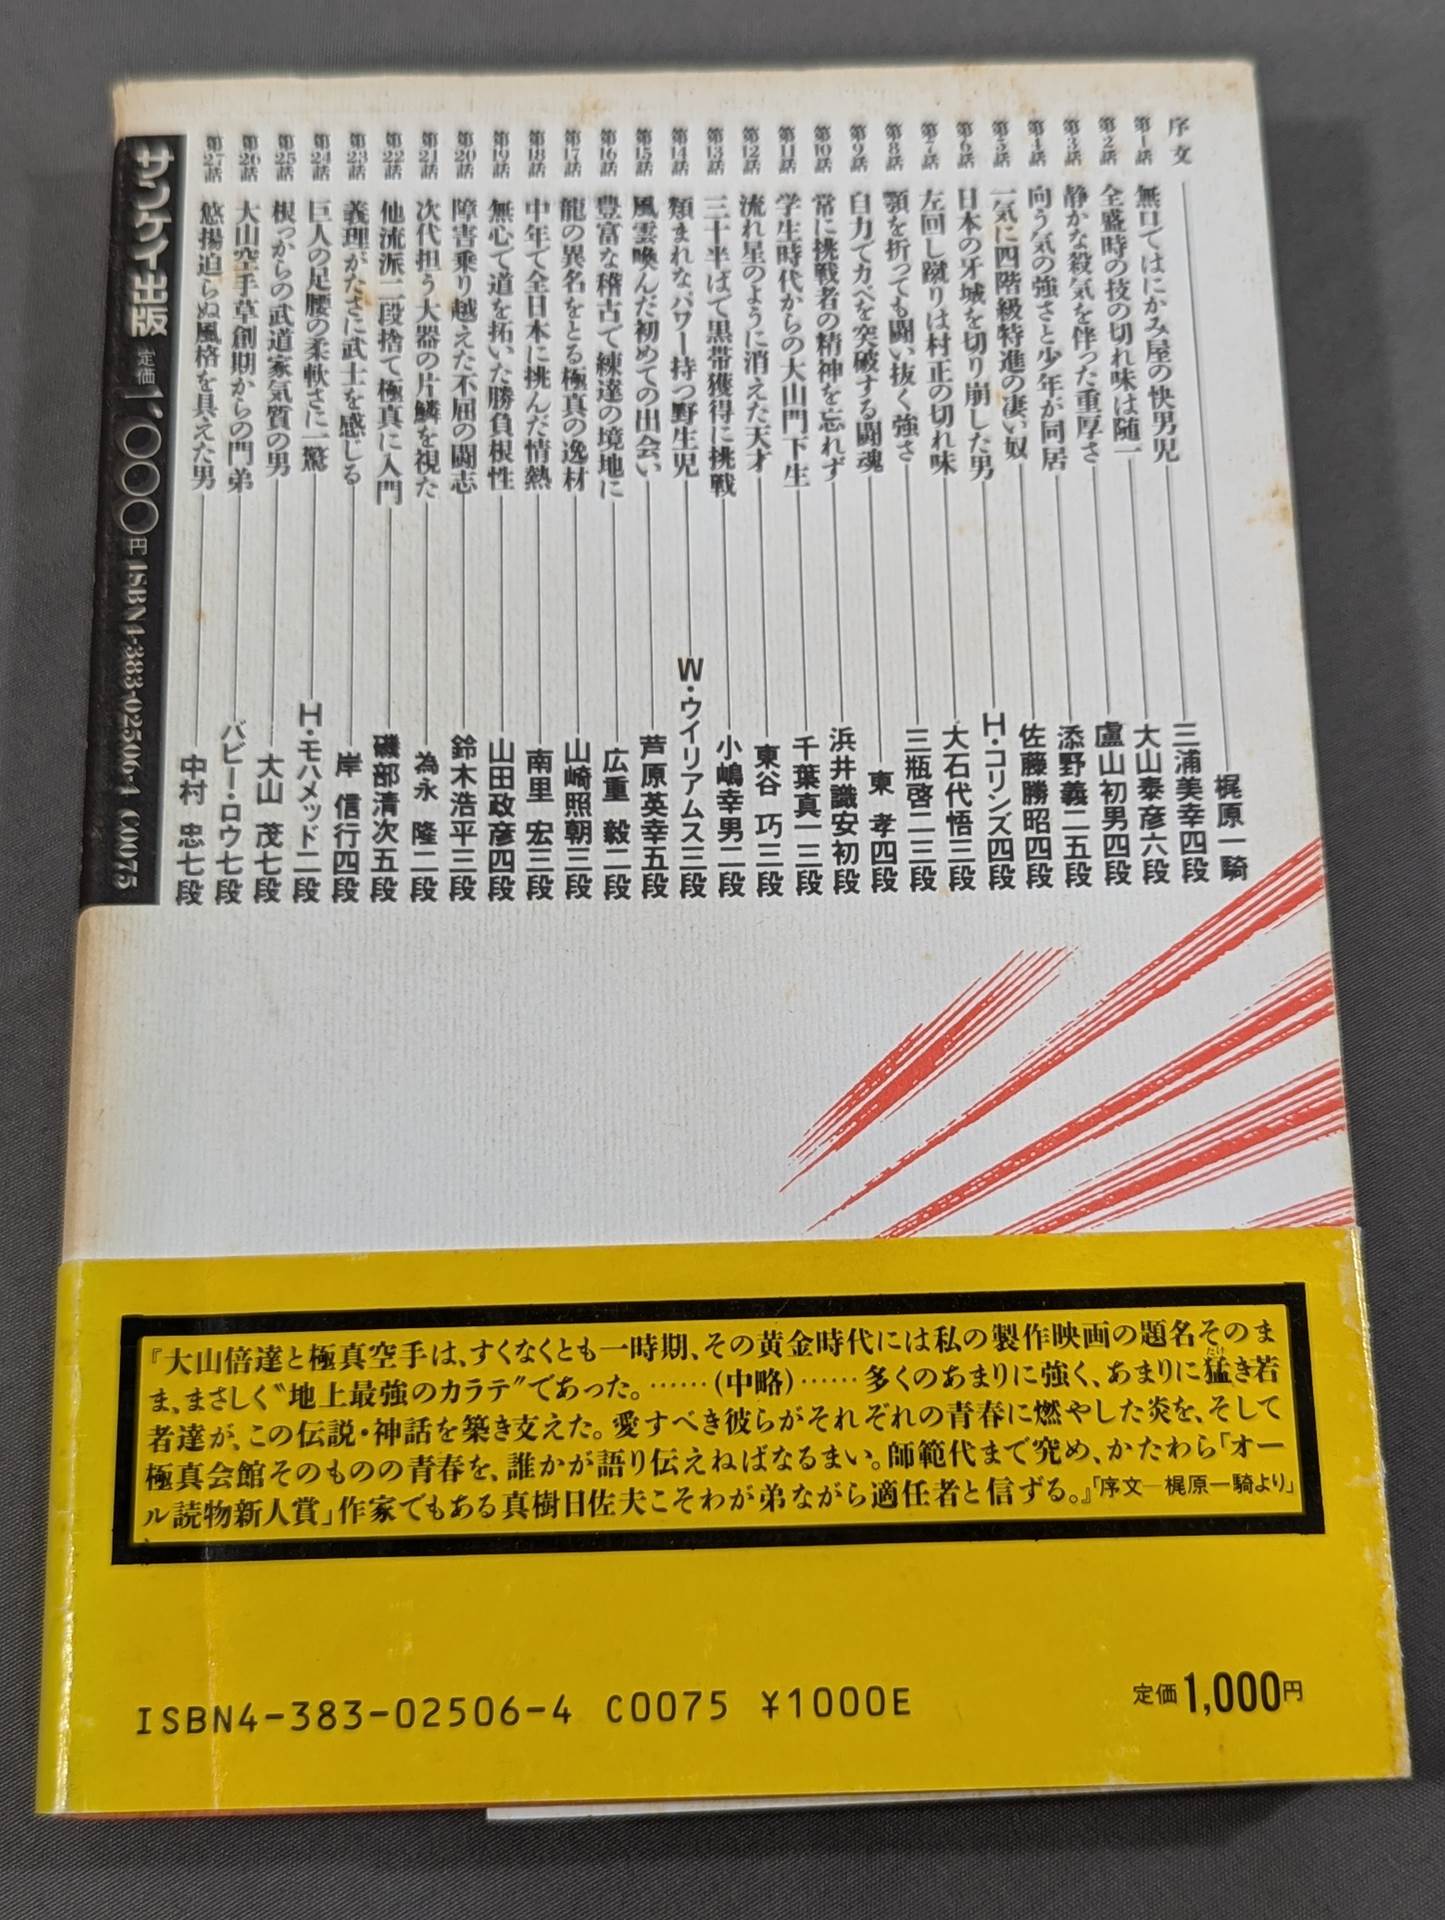 序文 梶原一騎
第1話 無口ではにかみ屋の快男児 三浦美幸四段
第2話 全盛時の技の切れ味は随一 大山泰彦六段
第3話 静かな殺気を伴った重厚さ 盧山初男四段
第4話 向う気の強さと少年が同居 添野義二五段
第5話 一気に四階級特進の凄い奴 佐藤勝昭四段
第6話 日本の牙城を切り崩した男 H・コリンズ四段
第7話 左回し蹴りは村正の切れ味 大石代悟三段
第8話 顎を折っても闘い抜く強さ 三瓶啓二三段
第9話 自力でカベを突破する闘魂 東 孝四段
第10話 常に挑戦者の精神を忘れず 浜井識安初段
第11話 学生時代からの大山門下生 千葉真一三段
第12話 流れ星のように消えた天才 東谷 巧三段
第13話 三十半ばで黒帯獲得に挑戦 小嶋幸男二段
第14話 類まれなパワー持つ野生児 W・ウイリアムス三段
第15話 風雲喚んだ初めての出会い 芦原英幸五段
第16話 豊富な稽古で練達の境地に 広重 毅二段
第17話 龍の異名をとる極真の逸材 山崎照朝三段
第18話 中年で全日本に挑んだ情熱 南里 宏三段
第19話 無心で道を拓いた勝負根性 山田政彦四段
第20話 障害乗り越えた不屈の闘志 鈴木浩平三段
第21話 次代担う大器の片鱗を視た 為永 隆二段
第22話 他流派二段捨て極真に入門 磯部清次五段
第23話 義理がたさに武士を感じる 岸 信行四段
第24話 巨人の足腰の柔軟さに一驚 H・モハメッド二段
第25話 根っからの武道家気質の男 大山 茂七段
第26話 大山空手草創期からの門弟 バビー・ロウ七段
第27話 悠揚迫らぬ風格を具えた男 中村 忠七段
サンケイ出版 定価一、〇〇〇円 ISBN4-383-02506-4 C0075
『大山倍達と極真空手は、すくなくとも一時期、その黄金時代には私の製作映画の題名そのま
ま、まさしく〝地上最強のカラテ〟であった。……(中略)……多くのあまりに強く、あまりに猛(たけ)き若
者達が、この伝説・神話を築き支えた。愛すべき彼らがそれぞれの青春に燃やした炎を、そして
極真会館そのものの青春を、誰かが語り伝えねばなるまい。師範代まで究め、かたわら「オー
ル読物新人賞」作家でもある真樹日佐夫こそわが弟ながら適任者と信ずる。』「序文―梶原一騎より」
ISBN4-383-02506-4 C0075 ¥1000E
定価1,000円